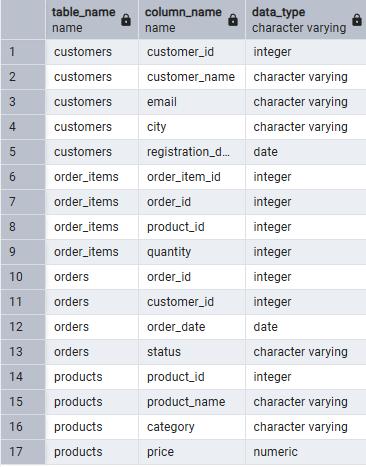 table_name column_name data_type
name name character varying
1 customers customer_id integer
2 customers customer_name character varying
3 customers email character varying
4 customers city character varying
5 customers registration_d... date
6 order_items order_item_id integer
7 order_items order_id integer
8 order_items product_id integer
9 order_items quantity integer
10 orders order_id integer
11 orders customer_id integer
12 orders order_date date
13 orders status character varying
14 products product_id integer
15 products product_name character varying
16 products category character varying
17 products price numeric